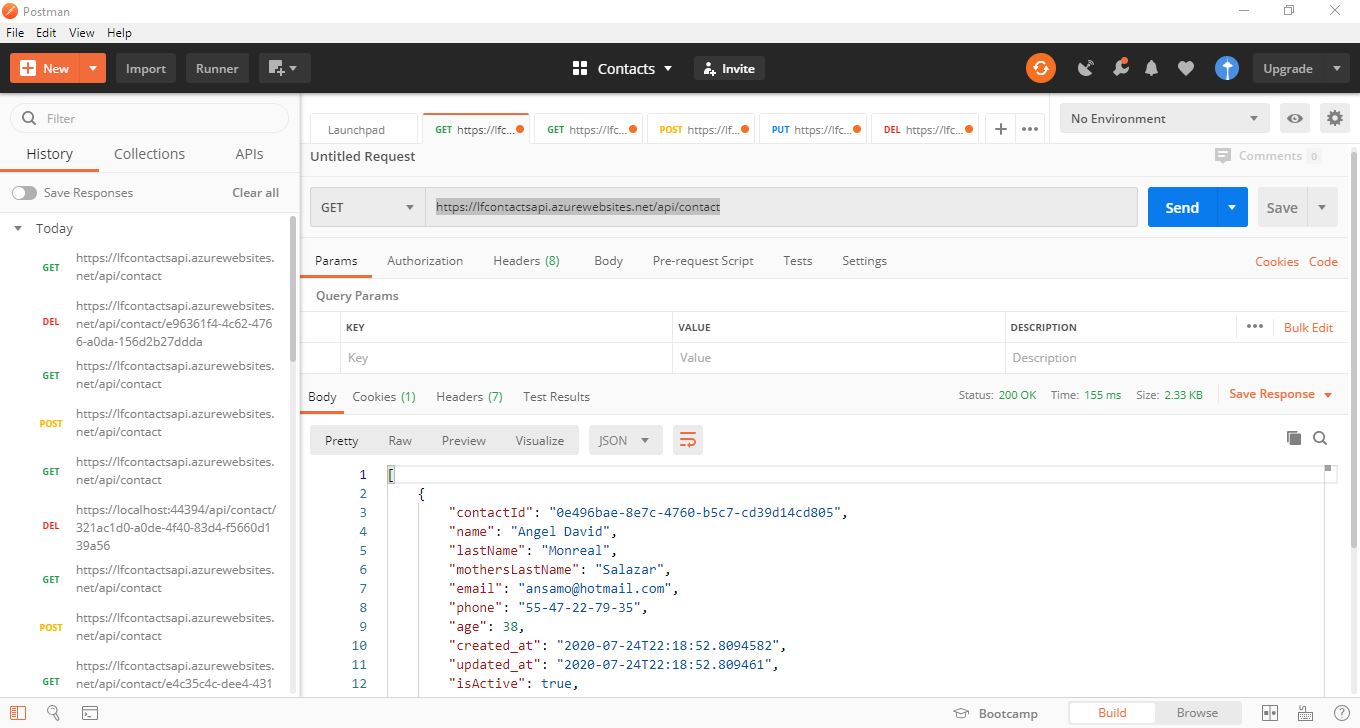 Postman
File Edit View Help
New Import Runner Contacts Invite Upgrade
Filter
History Collections APIs
Save Responses Clear all
Today
GET https://lfcontactsapi.azurewebsites.
net/api/contact
DEL https://lfcontactsapi.azurewebsites.
net/api/contact/e96361f4-4c62-476
6-a0da-156d2b27ddda
GET https://lfcontactsapi.azurewebsites.
net/api/contact
POST https://lfcontactsapi.azurewebsites.
net/api/contact
GET https://lfcontactsapi.azurewebsites.
net/api/contact
DEL https://localhost:44394/api/contact/
321ac1d0-a0de-4f40-83d4-f5660d1
39a56
GET https://lfcontactsapi.azurewebsites.
net/api/contact
POST https://lfcontactsapi.azurewebsites.
net/api/contact
GET https://lfcontactsapi.azurewebsites.
net/api/contact/e4c35c4c-dee4-431
Launchpad GET https://lfc... GET https://lfc... POST https://lf... PUT https://lfc... DEL https://lfc... + ••• No Environment
Untitled Request Comments 0
GET https://lfcontactsapi.azurewebsites.net/api/contact Send Save
Params Authorization Headers (8) Body Pre-request Script Tests Settings Cookies Code
Query Params
KEY VALUE DESCRIPTION ••• Bulk Edit
Key Value Description
Body Cookies (1) Headers (7) Test Results Status: 200 OK Time: 155 ms Size: 2.33 KB Save Response
Pretty Raw Preview Visualize JSON
1 [
2 {
3 "contactId": "0e496bae-8e7c-4760-b5c7-cd39d14cd805",
4 "name": "Angel David",
5 "lastName": "Monreal",
6 "mothersLastName": "Salazar",
7 "email": "ansamo@hotmail.com",
8 "phone": "55-47-22-79-35",
9 "age": 38,
10 "created_at": "2020-07-24T22:18:52.8094582",
11 "updated_at": "2020-07-24T22:18:52.809461",
12 "isActive": true,
Bootcamp Build Browse